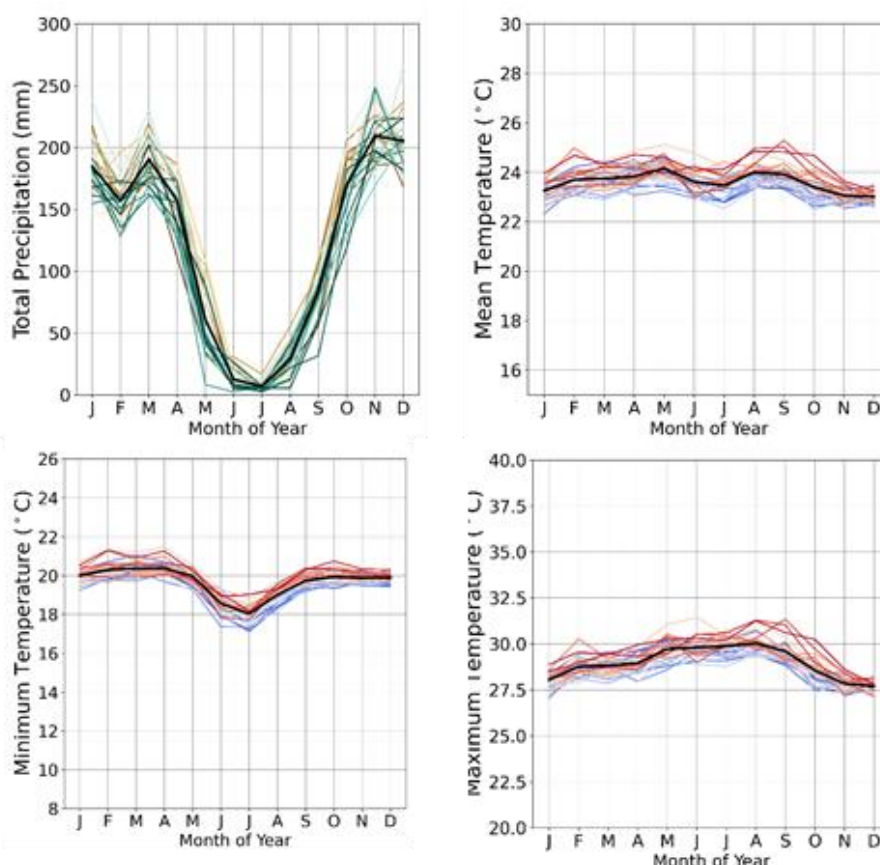 Total Precipitation (mm)
300
250
200
150
100
50
0
J F M A M J J A S O N D
Month of Year
Mean Temperature (°C)
30
28
26
24
22
20
18
16
J F M A M J J A S O N D
Month of Year
Minimum Temperature (°C)
26
24
22
20
18
16
14
12
10
8
J F M A M J J A S O N D
Month of Year
Maximum Temperature (°C)
40.0
37.5
35.0
32.5
30.0
27.5
25.0
22.5
20.0
J F M A M J J A S O N D
Month of Year